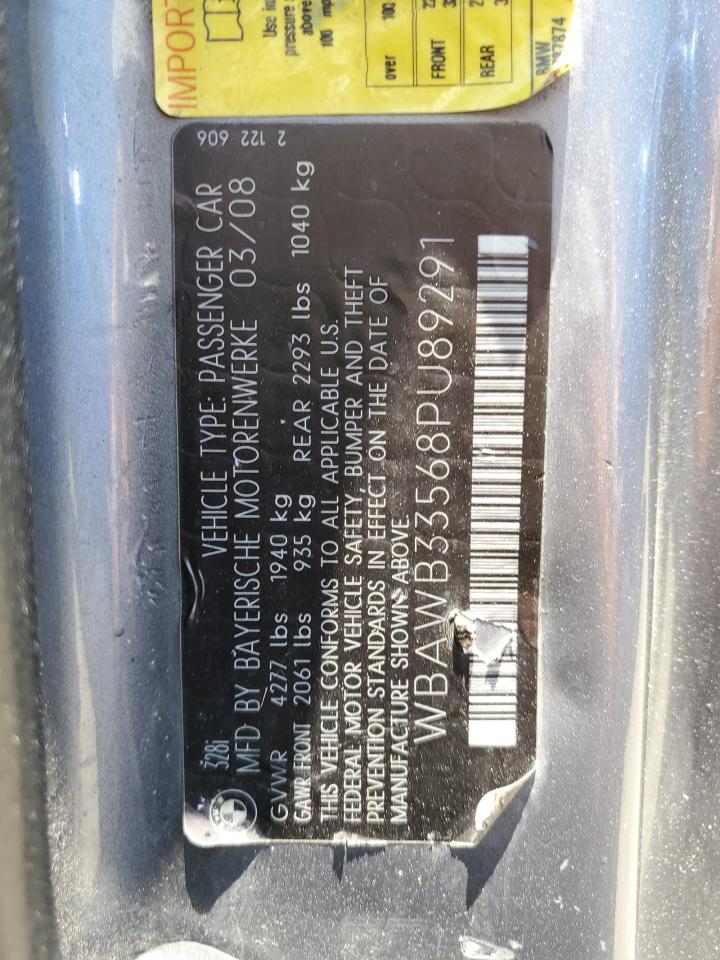 328i VEHICLE TYPE: PASSENGER CAR
MFD BY BAYERISCHE MOTORENWERKE 03/08
GVWR 4277 lbs 1940 kg
GAWR FRONT 2061 lbs 935 kg REAR 2293 lbs 1040 kg
THIS VEHICLE CONFORMS TO ALL APPLICABLE U.S.
FEDERAL MOTOR VEHICLE SAFETY, BUMPER AND THEFT
PREVENTION STANDARDS IN EFFECT ON THE DATE OF
MANUFACTURE SHOWN ABOVE
WBAWB33568PU89291
2 122 606
IMPORT
Use
pressure
above
100
over 100
FRONT
REAR
BMW